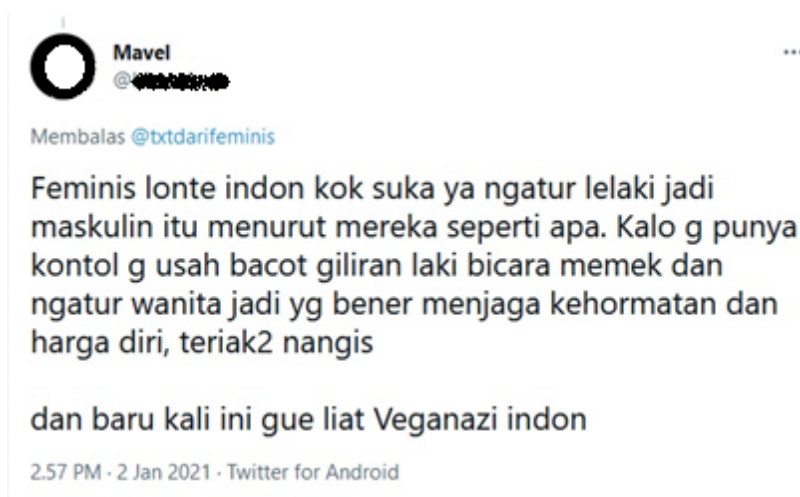 Mavel
@
Membalas @txtdarifeminis
Feminis lonte indon kok suka ya ngatur lelaki jadi
maskulin itu menurut mereka seperti apa. Kalo g punya
kontol g usah bacot giliran laki bicara memek dan
ngatur wanita jadi yg bener menjaga kehormatan dan
harga diri, teriak2 nangis
dan baru kali ini gue liat Veganazi indon
2.57 PM · 2 Jan 2021 · Twitter for Android